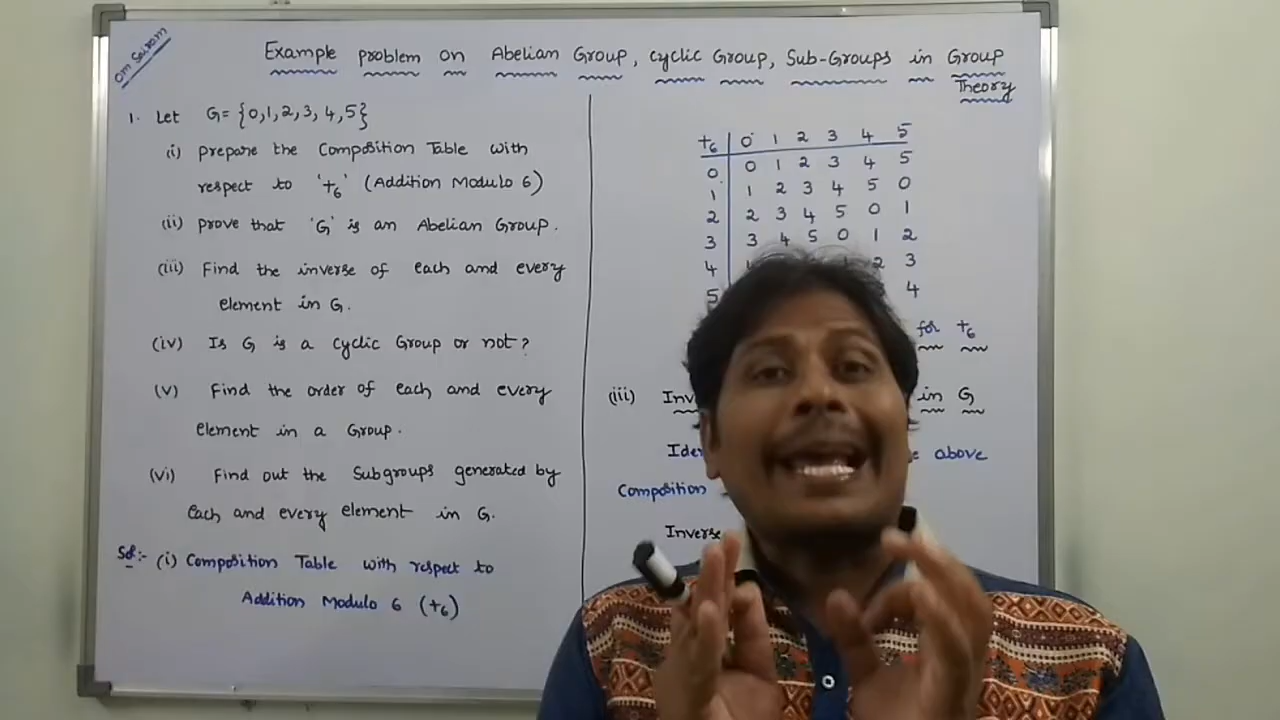 Om Sairam
Example problem on Abelian Group, cyclic Group, Sub-Groups in Group
Theory
1. Let G = {0,1,2,3,4,5}
(i) prepare the Composition Table with
respect to '+₆' (Addition Modulo 6)
(ii) prove that 'G' is an Abelian Group.
(iii) Find the inverse of each and every
element in G.
(iv) Is G is a cyclic Group or not?
(v) Find the order of each and every
element in a Group.
(vi) Find out the Subgroups generated by
each and every element in G.
Sol:- (i) Composition Table with respect to
Addition Modulo 6 (+₆)
+₆ 0 1 2 3 4 5
0 0 1 2 3 4 5
1 1 2 3 4 5 0
2 2 3 4 5 0 1
3 3 4 5 0 1 2
4 2 3
5 4
for +₆
(iii) in G
above
Composition
Inverse